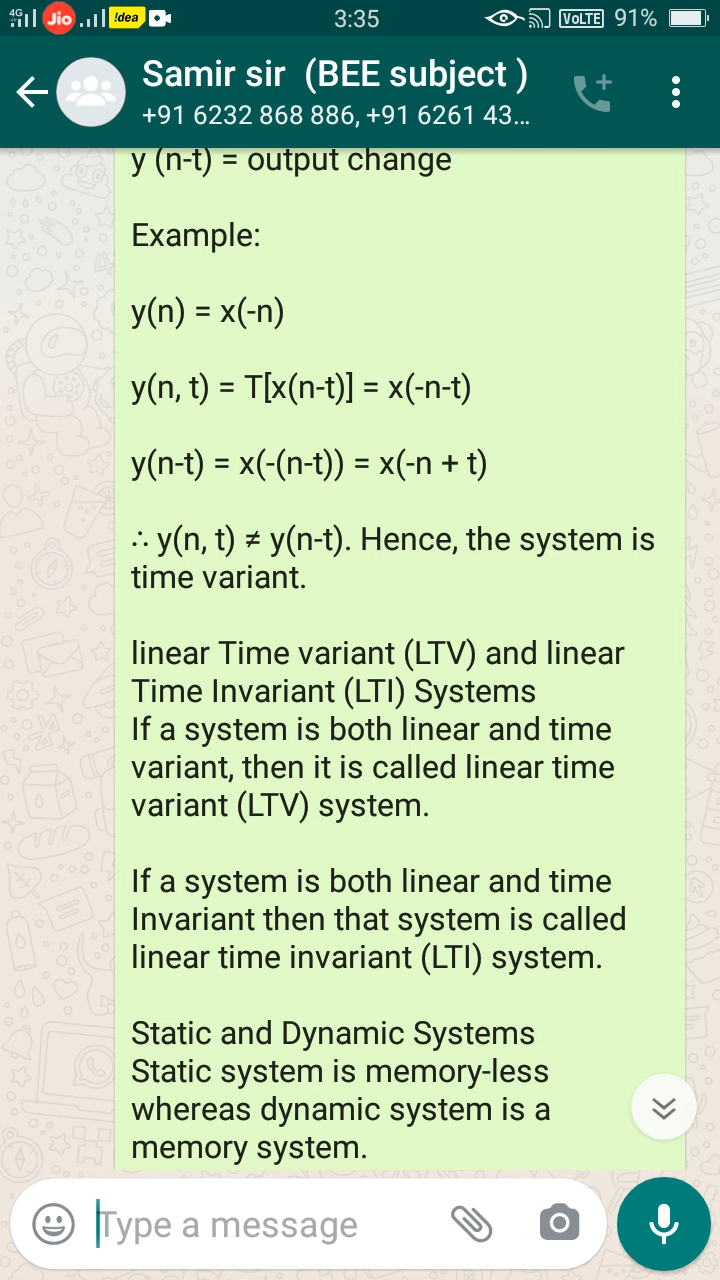 4G Jio !dea 3:35 VoLTE 91%
Samir sir (BEE subject )
+91 6232 868 886, +91 6261 43...
y (n-t) = output change
Example:
y(n) = x(-n)
y(n, t) = T[x(n-t)] = x(-n-t)
y(n-t) = x(-(n-t)) = x(-n + t)
∴ y(n, t) ≠ y(n-t). Hence, the system is
time variant.
linear Time variant (LTV) and linear
Time Invariant (LTI) Systems
If a system is both linear and time
variant, then it is called linear time
variant (LTV) system.
If a system is both linear and time
Invariant then that system is called
linear time invariant (LTI) system.
Static and Dynamic Systems
Static system is memory-less
whereas dynamic system is a
memory system.
Type a message